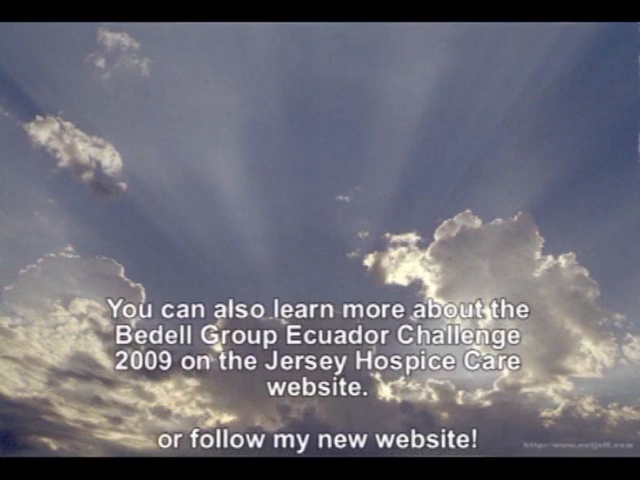 You can also learn more about the
Bedell Group Ecuador Challenge
2009 on the Jersey Hospice Care
website.
or follow my new website!